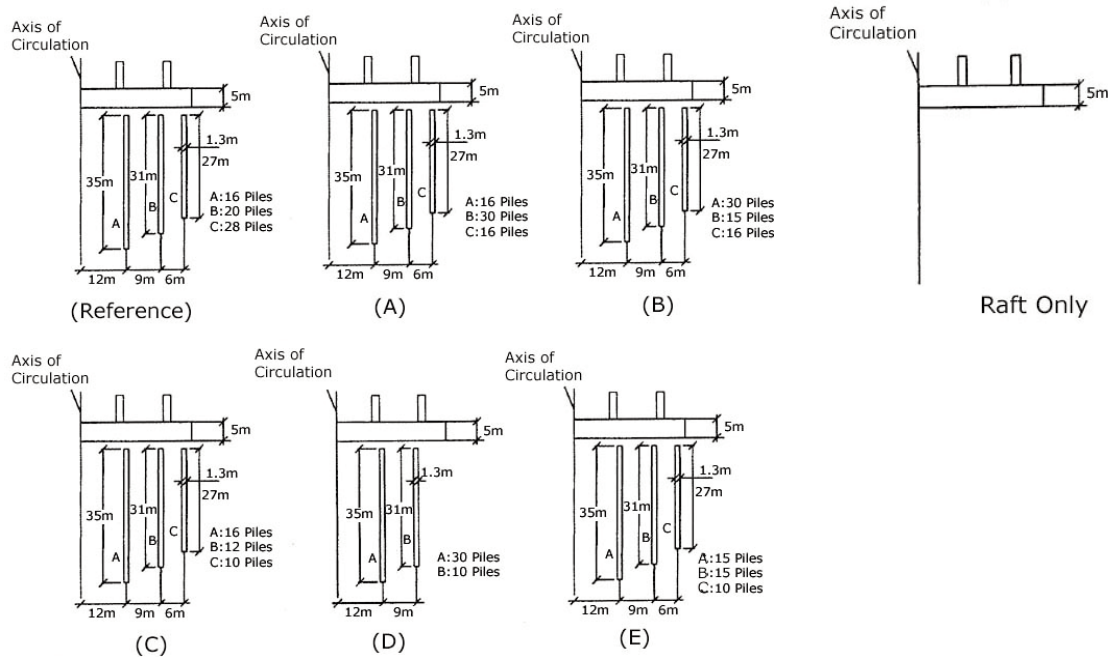 Axis of
Circulation
5m
1.3m
27m
31m
35m
C
B
A
A:16 Piles
B:20 Piles
C:28 Piles
12m 9m 6m
(Reference)
Axis of
Circulation
5m
1.3m
27m
31m
35m
C
B
A
A:16 Piles
B:30 Piles
C:16 Piles
12m 9m 6m
(A)
Axis of
Circulation
5m
1.3m
27m
31m
35m
C
B
A
A:30 Piles
B:15 Piles
C:16 Piles
12m 9m 6m
(B)
Axis of
Circulation
5m
Raft Only
Axis of
Circulation
5m
1.3m
27m
31m
35m
C
B
A
A:16 Piles
B:12 Piles
C:10 Piles
12m 9m 6m
(C)
Axis of
Circulation
5m
1.3m
31m
35m
B
A
A:30 Piles
B:10 Piles
12m 9m
(D)
Axis of
Circulation
5m
1.3m
27m
31m
35m
C
B
A
A:15 Piles
B:15 Piles
C:10 Piles
12m 9m 6m
(E)